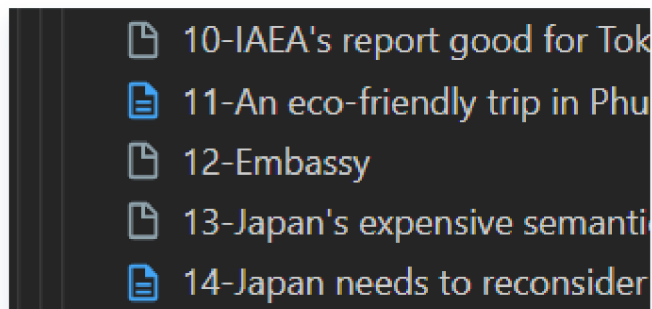 10-IAEA's report good for Tok
11-An eco-friendly trip in Phu
12-Embassy
13-Japan's expensive semanti
14-Japan needs to reconsider